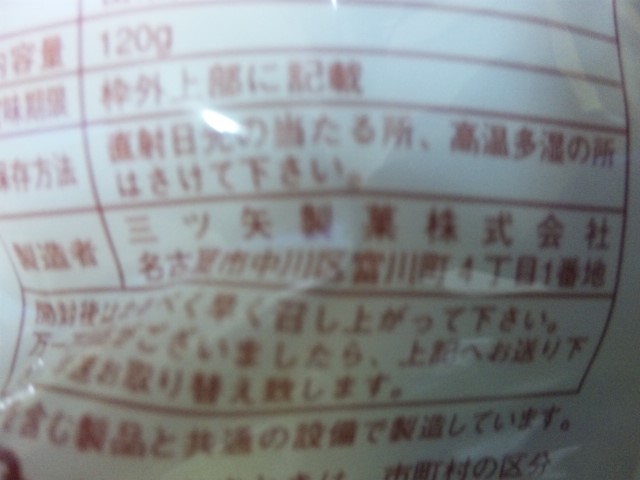 内容量 120g
賞味期限 枠外上部に記載
保存方法 直射日光の当たる所、高温多湿の所
はさけて下さい。
製造者 三ツ矢製菓株式会社
名古屋市中川区富川町4丁目1番地
開封後はなるべく早く召し上がって下さい。
万一 がございましたら、上記へお送り下
お取り替え致します。
含む製品と共通の設備で製造しています。
市町村の区分